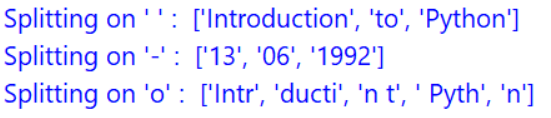 Splitting on ' ' :  ['Introduction', 'to', 'Python']
Splitting on '-' :  ['13', '06', '1992']
Splitting on 'o' :  ['Intr', 'ducti', 'n t', ' Pyth', 'n']